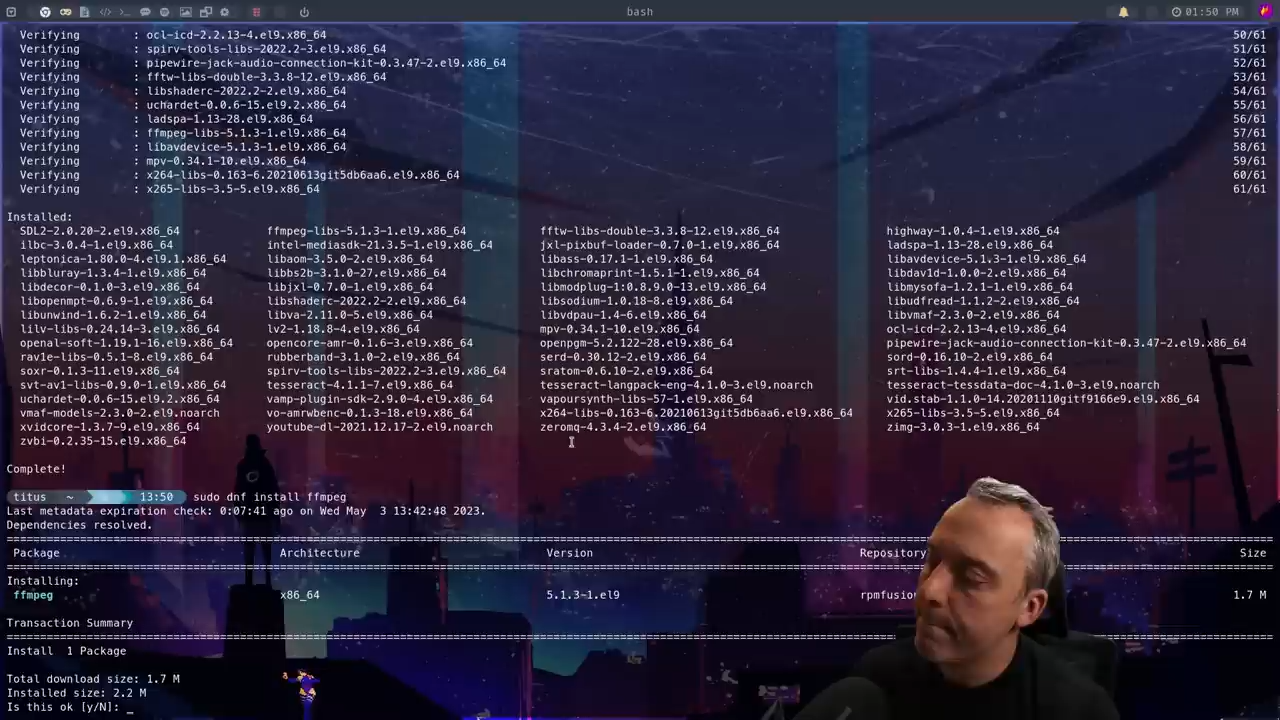 bash
01:50 PM
Verifying : ocl-icd-2.2.13-4.el9.x86_64 50/61
Verifying : spirv-tools-libs-2022.2-3.el9.x86_64 51/61
Verifying : pipewire-jack-audio-connection-kit-0.3.47-2.el9.x86_64 52/61
Verifying : fftw-libs-double-3.3.8-12.el9.x86_64 53/61
Verifying : libshaderc-2022.2-2.el9.x86_64 54/61
Verifying : uchardet-0.0.6-15.el9.2.x86_64 55/61
Verifying : ladspa-1.13-28.el9.x86_64 56/61
Verifying : ffmpeg-libs-5.1.3-1.el9.x86_64 57/61
Verifying : libavdevice-5.1.3-1.el9.x86_64 58/61
Verifying : mpv-0.34.1-10.el9.x86_64 59/61
Verifying : x264-libs-0.163-6.20210613git5db6aa6.el9.x86_64 60/61
Verifying : x265-libs-3.5-5.el9.x86_64 61/61
Installed:
SDL2-2.0.20-2.el9.x86_64 ffmpeg-libs-5.1.3-1.el9.x86_64 fftw-libs-double-3.3.8-12.el9.x86_64 highway-1.0.4-1.el9.x86_64
ilbc-3.0.4-1.el9.x86_64 intel-mediasdk-21.3.5-1.el9.x86_64 jxl-pixbuf-loader-0.7.0-1.el9.x86_64 ladspa-1.13-28.el9.x86_64
leptonica-1.80.0-4.el9.1.x86_64 libaom-3.5.0-2.el9.x86_64 libass-0.17.1-1.el9.x86_64 libavdevice-5.1.3-1.el9.x86_64
libbluray-1.3.4-1.el9.x86_64 libbs2b-3.1.0-27.el9.x86_64 libchromaprint-1.5.1-1.el9.x86_64 libdav1d-1.0.0-2.el9.x86_64
libdecor-0.1.0-3.el9.x86_64 libjxl-0.7.0-1.el9.x86_64 libmodplug-1:0.8.9.0-13.el9.x86_64 libmysofa-1.2.1-1.el9.x86_64
libopenmpt-0.6.9-1.el9.x86_64 libshaderc-2022.2-2.el9.x86_64 libsodium-1.0.18-8.el9.x86_64 libudfread-1.1.2-2.el9.x86_64
libunwind-1.6.2-1.el9.x86_64 libva-2.11.0-5.el9.x86_64 libvdpau-1.4-6.el9.x86_64 libvmaf-2.3.0-2.el9.x86_64
lilv-libs-0.24.14-3.el9.x86_64 lv2-1.18.8-4.el9.x86_64 mpv-0.34.1-10.el9.x86_64 ocl-icd-2.2.13-4.el9.x86_64
openal-soft-1.19.1-16.el9.x86_64 opencore-amr-0.1.6-3.el9.x86_64 openpgm-5.2.122-28.el9.x86_64 pipewire-jack-audio-connection-kit-0.3.47-2.el9.x86_64
rav1e-libs-0.5.1-8.el9.x86_64 rubberband-3.1.0-2.el9.x86_64 serd-0.30.12-2.el9.x86_64 sord-0.16.10-2.el9.x86_64
soxr-0.1.3-11.el9.x86_64 spirv-tools-libs-2022.2-3.el9.x86_64 sratom-0.6.10-2.el9.x86_64 srt-libs-1.4.4-1.el9.x86_64
svt-av1-libs-0.9.0-1.el9.x86_64 tesseract-4.1.1-7.el9.x86_64 tesseract-langpack-eng-4.1.0-3.el9.noarch tesseract-tessdata-doc-4.1.0-3.el9.noarch
uchardet-0.0.6-15.el9.2.x86_64 vamp-plugin-sdk-2.9.0-4.el9.x86_64 vapoursynth-libs-57-1.el9.x86_64 vid.stab-1.1.0-14.20201110gitf9166e9.el9.x86_64
vmaf-models-2.3.0-2.el9.noarch vo-amrwbenc-0.1.3-18.el9.x86_64 x264-libs-0.163-6.20210613git5db6aa6.el9.x86_64 x265-libs-3.5-5.el9.x86_64
xvidcore-1.3.7-9.el9.x86_64 youtube-dl-2021.12.17-2.el9.noarch zeromq-4.3.4-2.el9.x86_64 zimg-3.0.3-1.el9.x86_64
zvbi-0.2.35-15.el9.x86_64
Complete!
titus ~ 13:50 sudo dnf install ffmpeg
Last metadata expiration check: 0:07:41 ago on Wed May 3 13:42:48 2023.
Dependencies resolved.
Package Architecture Version Repository Size
Installing:
ffmpeg x86_64 5.1.3-1.el9 rpmfusion 1.7 M
Transaction Summary
Install 1 Package
Total download size: 1.7 M
Installed size: 2.2 M
Is this ok [y/N]: _